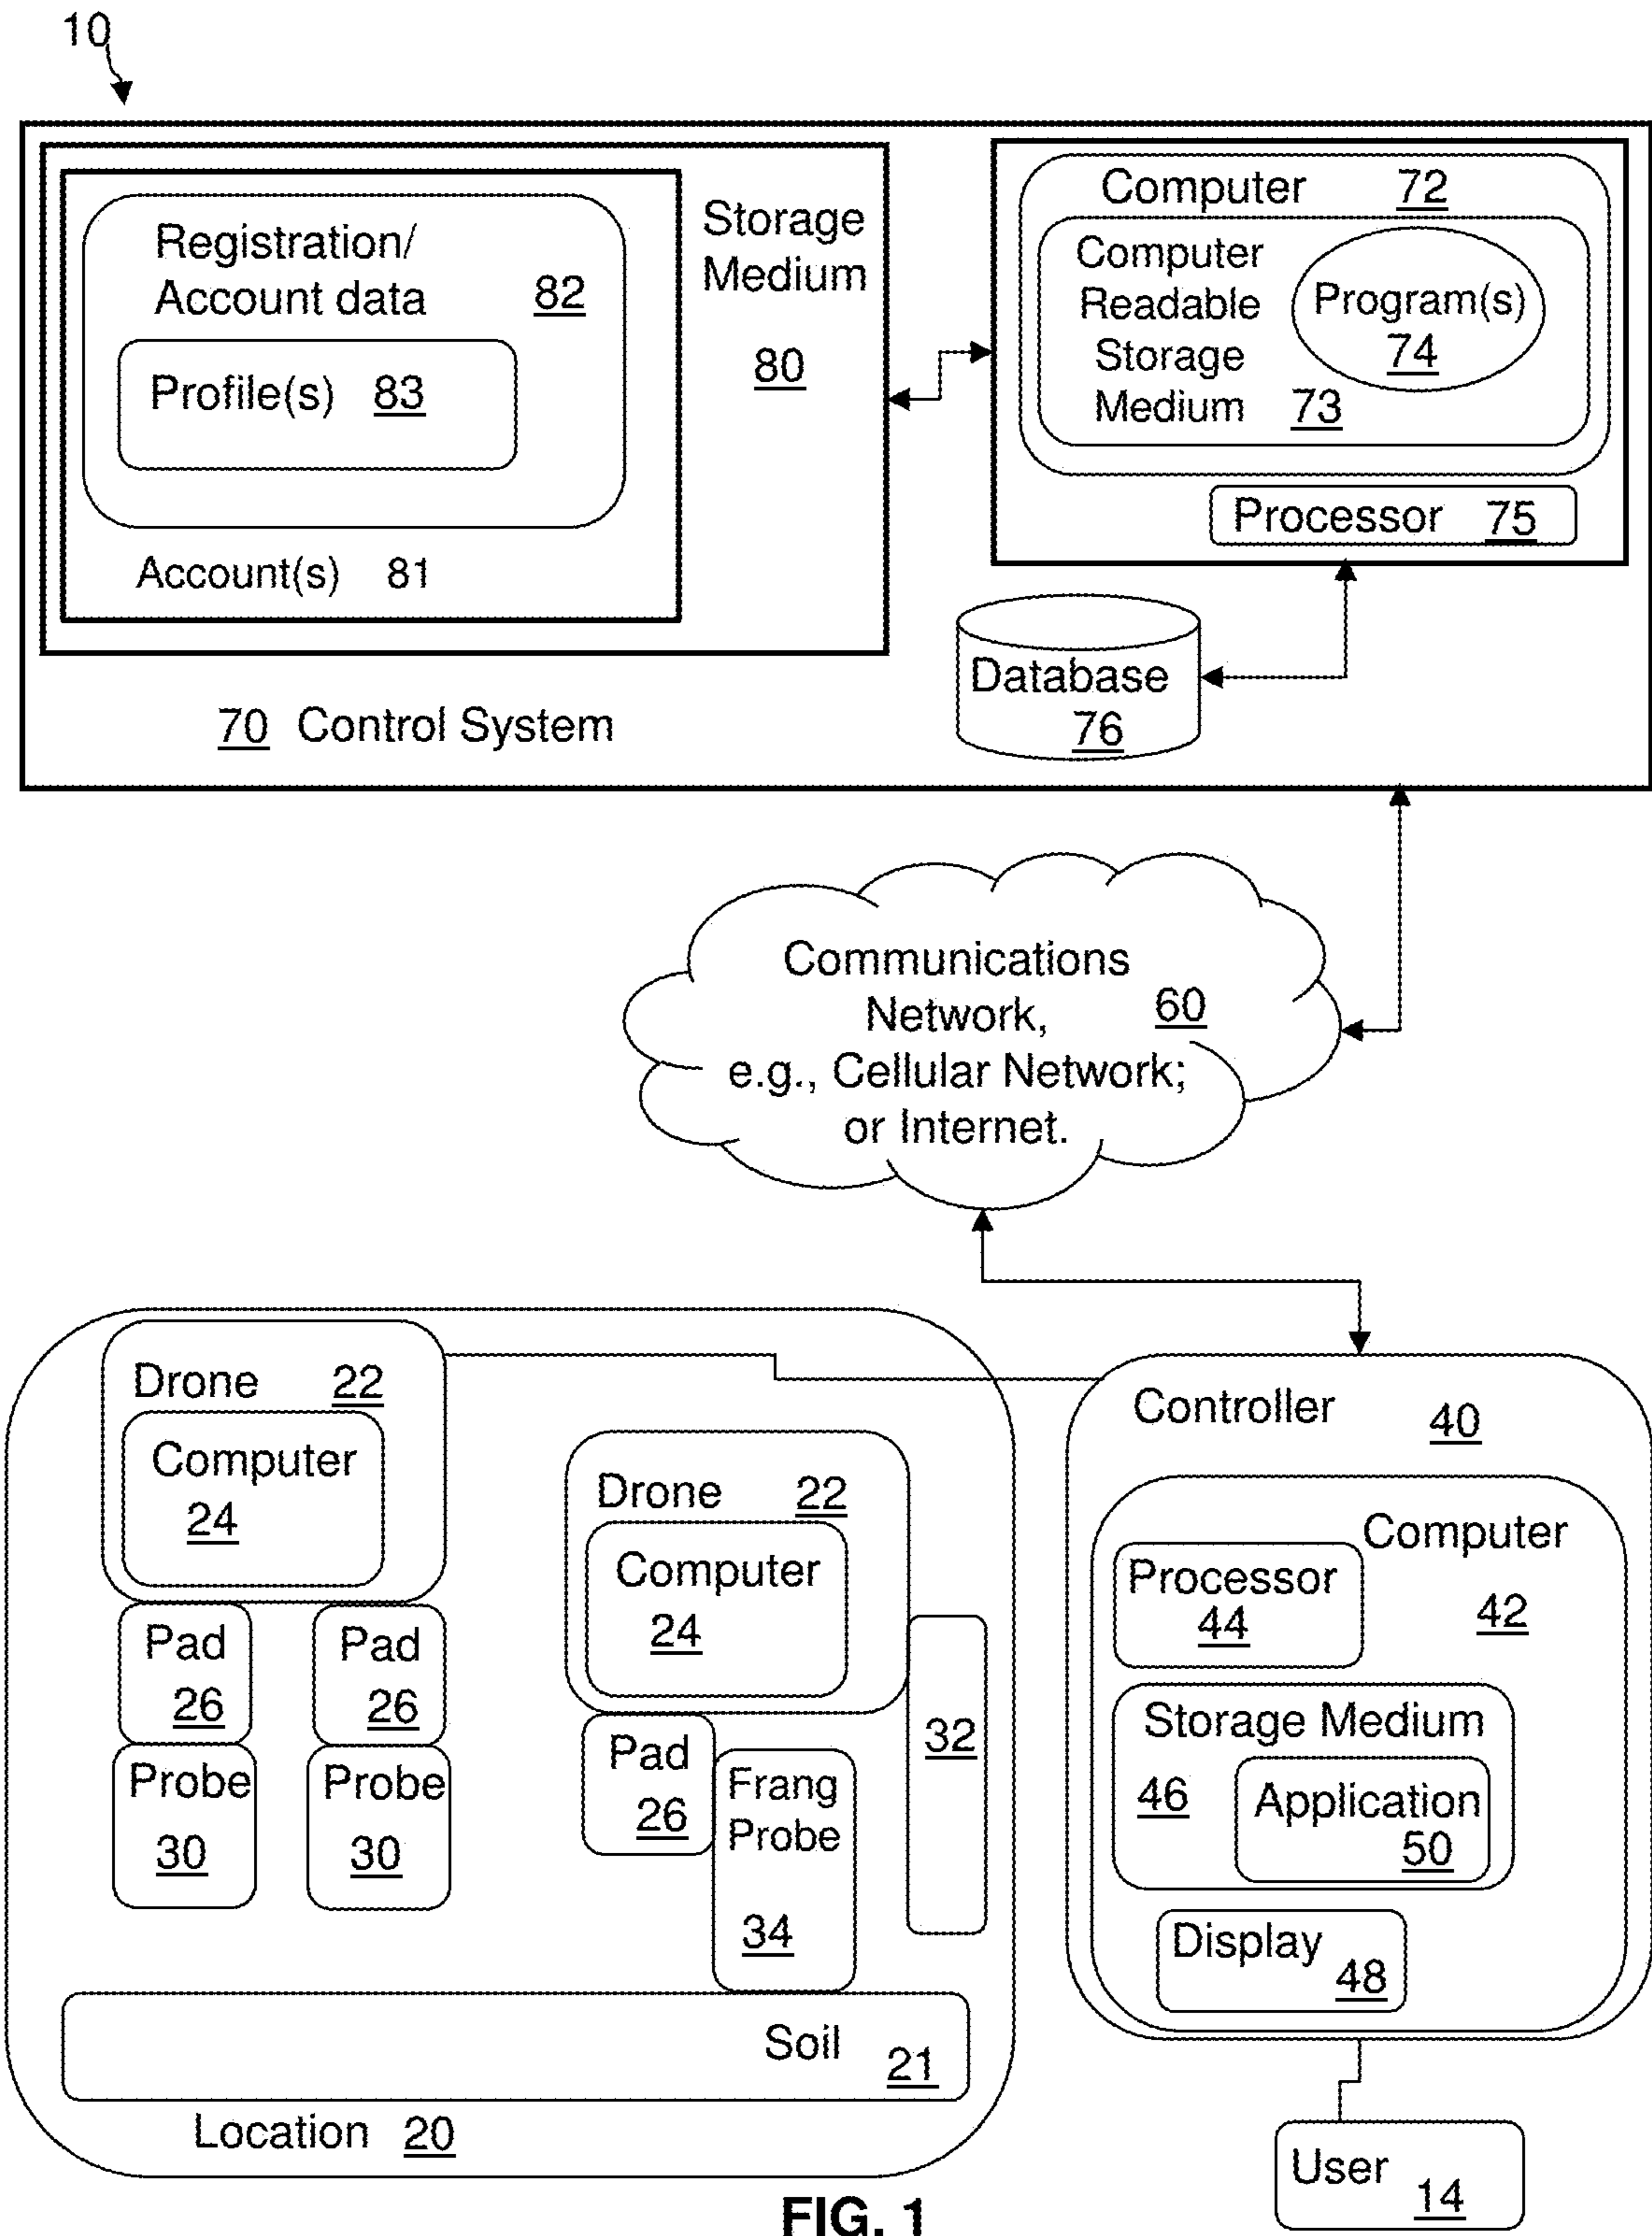 10
Registration/
Account data 82
Profile(s) 83
Account(s) 81
Storage
Medium
80
Computer 72
Computer
Readable
Storage
Medium 73
Program(s)
74
Processor 75
Database
76
70 Control System
Communications
Network, 60
e.g., Cellular Network;
or Internet.
Drone 22
Computer
24
Pad
26
Pad
26
Probe
30
Probe
30
Drone 22
Computer
24
Pad
26
Frang
Probe
34
32
Soil 21
Location 20
Controller 40
Computer
42
Processor
44
Storage Medium
46
Application
50
Display
48
User 14
FIG. 1